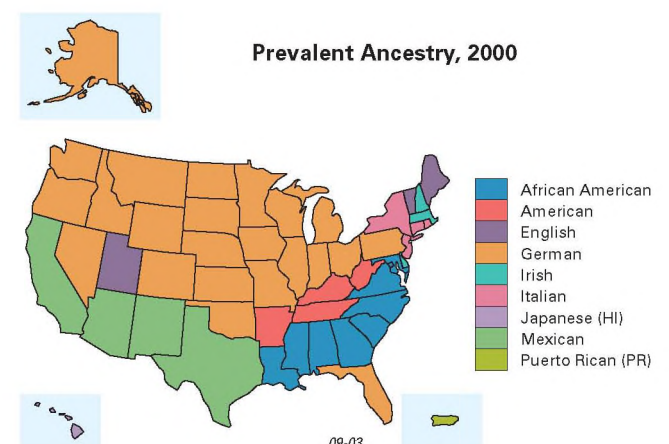 Prevalent Ancestry, 2000
African American
American
English
German
Irish
Italian
Japanese (HI)
Mexican
Puerto Rican (PR)
09-03